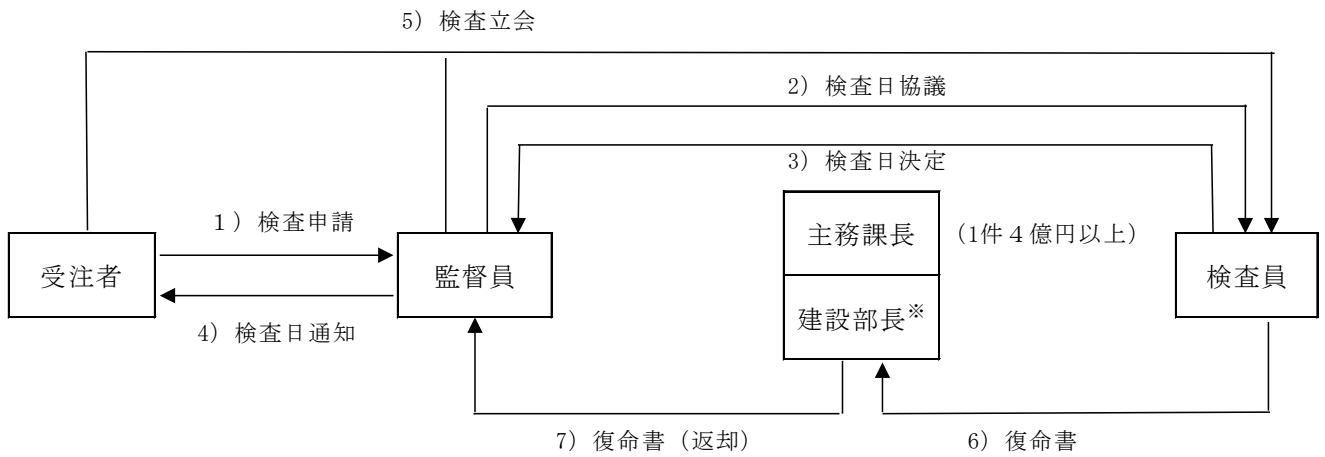 5）検査立会
2）検査日協議
3）検査日決定
１）検査申請
主務課長
（1件４億円以上）
受注者
監督員
検査員
建設部長※
4）検査日通知
7）復命書（返却）
6）復命書